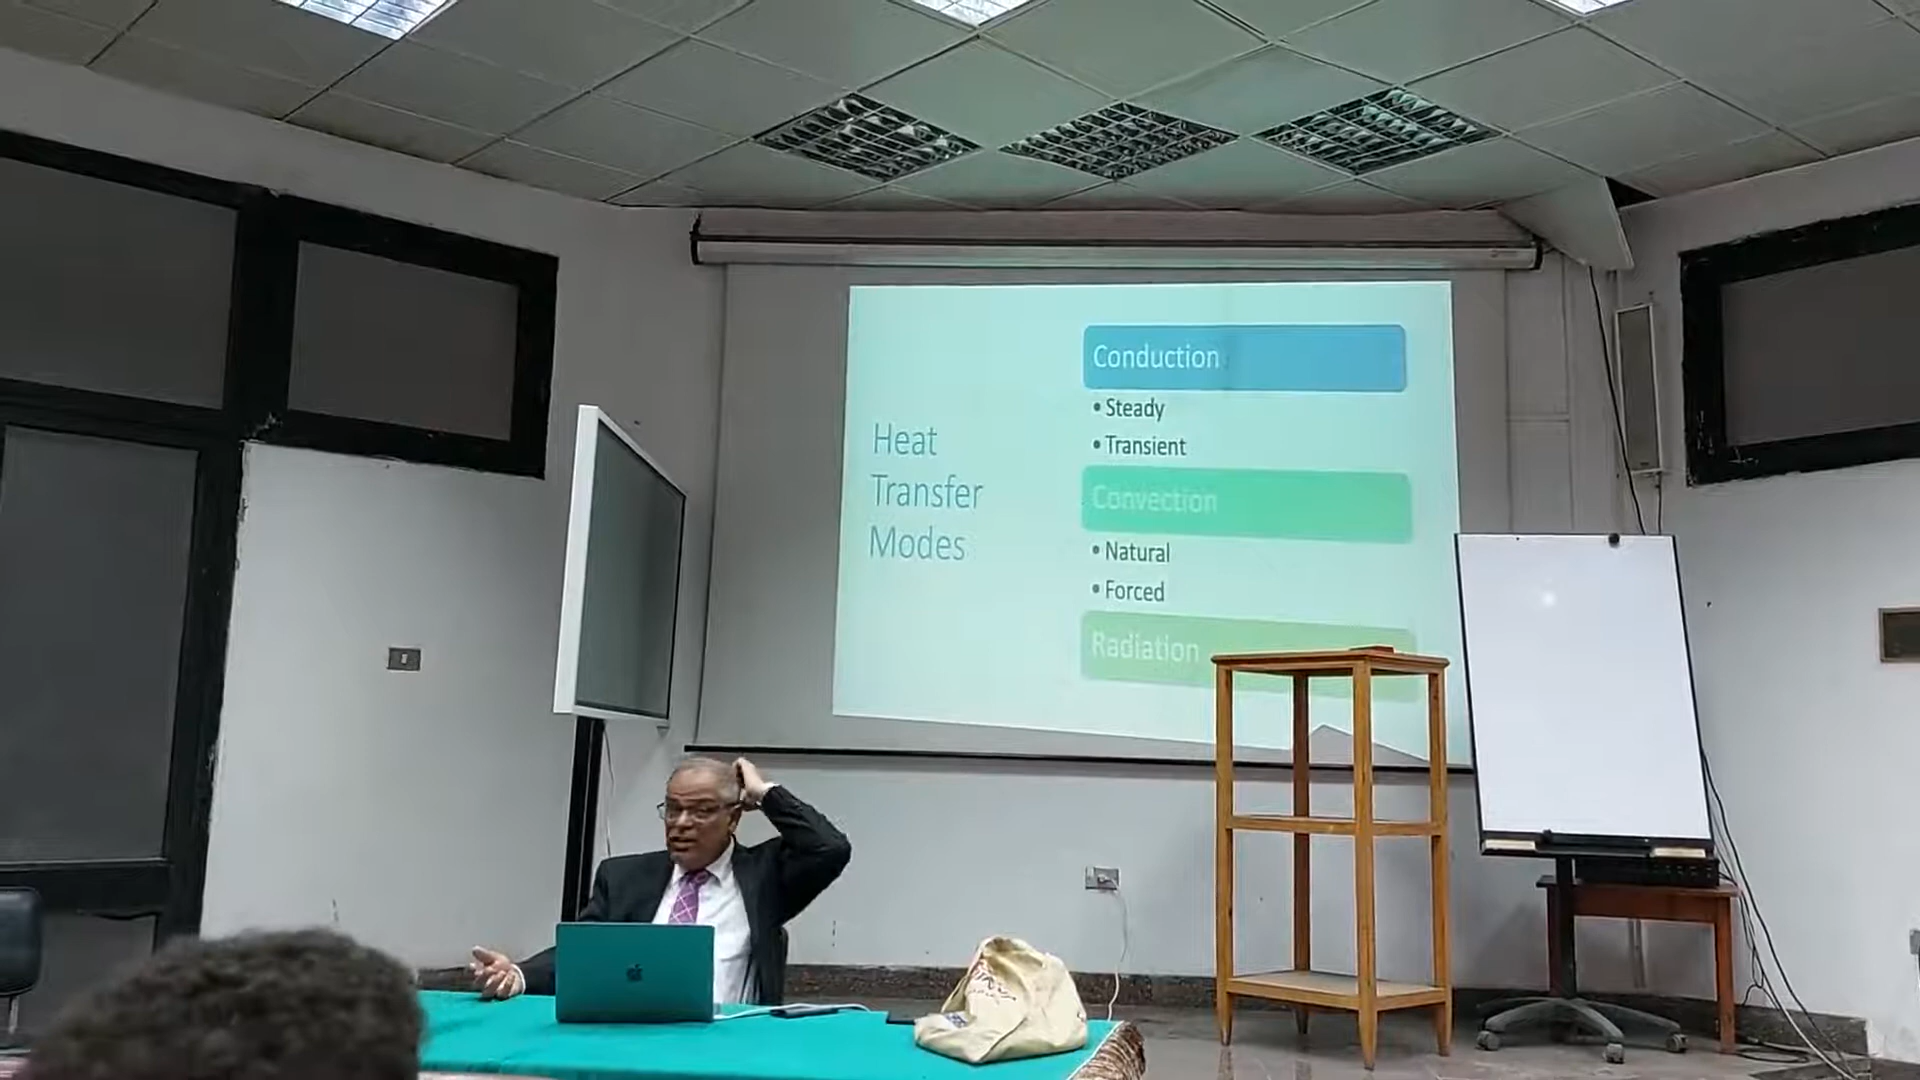 Heat
Transfer
Modes
Conduction
• Steady
• Transient
Convection
• Natural
• Forced
Radiation